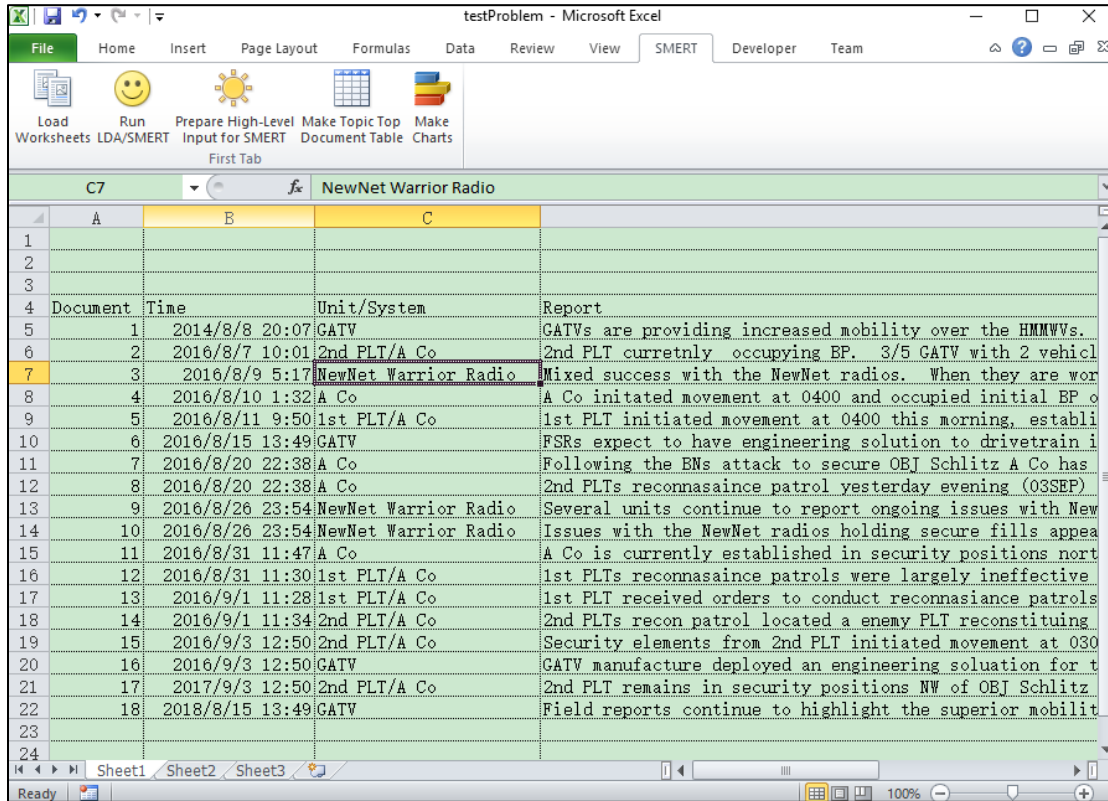 testProblem - Microsoft Excel
File Home Insert Page Layout Formulas Data Review View SMERT Developer Team
Load Worksheets Run LDA/SMERT Prepare High-Level Input for SMERT Make Topic Top Document Table Make Charts
First Tab
C7 fx NewNet Warrior Radio
A B C
1
2
3
4 Document Time Unit/System Report
5 1 2014/8/8 20:07 GATV GATVs are providing increased mobility over the HMMWVs.
6 2 2016/8/7 10:01 2nd PLT/A Co 2nd PLT curretnly occupying BP. 3/5 GATV with 2 vehicl
7 3 2016/8/9 5:17 NewNet Warrior Radio Mixed success with the NewNet radios. When they are wor
8 4 2016/8/10 1:32 A Co A Co initated movement at 0400 and occupied initial BP o
9 5 2016/8/11 9:50 1st PLT/A Co 1st PLT initiated movement at 0400 this morning, establi
10 6 2016/8/15 13:49 GATV FSRs expect to have engineering solution to drivetrain i
11 7 2016/8/20 22:38 A Co Following the BNs attack to secure OBJ Schlitz A Co has
12 8 2016/8/20 22:38 A Co 2nd PLTs reconnasaince patrol yesterday evening (03SEP)
13 9 2016/8/26 23:54 NewNet Warrior Radio Several units continue to report ongoing issues with New
14 10 2016/8/26 23:54 NewNet Warrior Radio Issues with the NewNet radios holding secure fills appea
15 11 2016/8/31 11:47 A Co A Co is currently established in security positions nort
16 12 2016/8/31 11:30 1st PLT/A Co 1st PLTs reconnasaince patrols were largely ineffective
17 13 2016/9/1 11:28 1st PLT/A Co 1st PLT received orders to conduct reconnasiance patrols
18 14 2016/9/1 11:34 2nd PLT/A Co 2nd PLTs recon patrol located a enemy PLT reconstituing
19 15 2016/9/3 12:50 2nd PLT/A Co Security elements from 2nd PLT initiated movement at 030
20 16 2016/9/3 12:50 GATV GATV manufacture deployed an engineering soluation for t
21 17 2017/9/3 12:50 2nd PLT/A Co 2nd PLT remains in security positions NW of OBJ Schlitz
22 18 2018/8/15 13:49 GATV Field reports continue to highlight the superior mobilit
23
24
Sheet1 Sheet2 Sheet3
Ready 100%